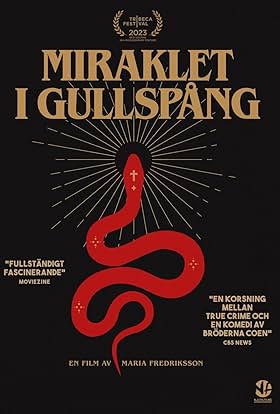 TRIBECA
FESTIVAL
2023
MIRAKLET
I GULLSPÅNG
"FULLSTÄNDIGT
FASCINERANDE"
MOVIEZINE
"EN KORSNING
MELLAN
TRUE CRIME OCH
EN KOMEDI AV
BRÖDERNA COEN"
CBS NEWS
EN FILM AV MARIA FREDRIKSSON